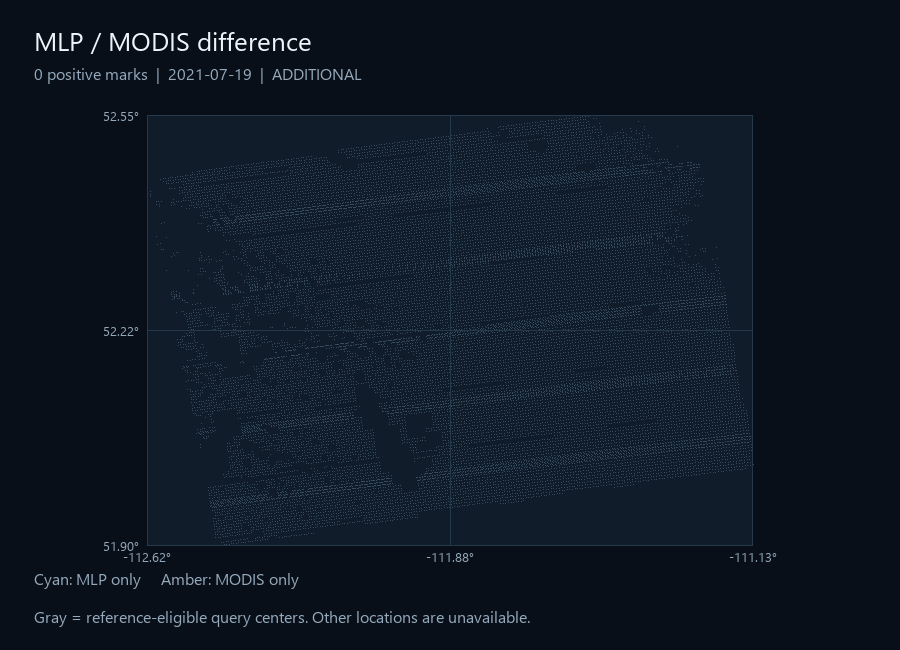 MLP / MODIS difference
0 positive marks | 2021-07-19 | ADDITIONAL
52.55°
52.22°
51.90°
-112.62° -111.88° -111.13°
Cyan: MLP only Amber: MODIS only
Gray = reference-eligible query centers. Other locations are unavailable.